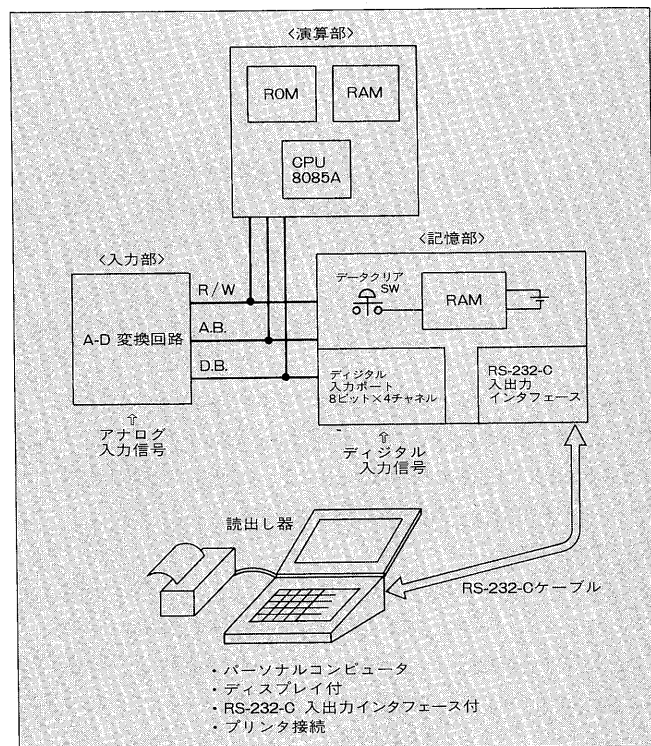 〈演算部〉
ROM
RAM
CPU
8085A
〈入力部〉
A-D 変換回路
R/W
A.B.
D.B.
〈記憶部〉
データクリア
SW
RAM
ディジタル
入力ポート
8ビット×4チャネル
RS-232-C
入出力
インタフェース
⇧
アナログ
入力信号
⇧
ディジタル
入力信号
読出し器
RS-232-Cケーブル
・パーソナルコンピュータ
・ディスプレイ付
・RS-232-C 入出力インタフェース付
・プリンタ接続